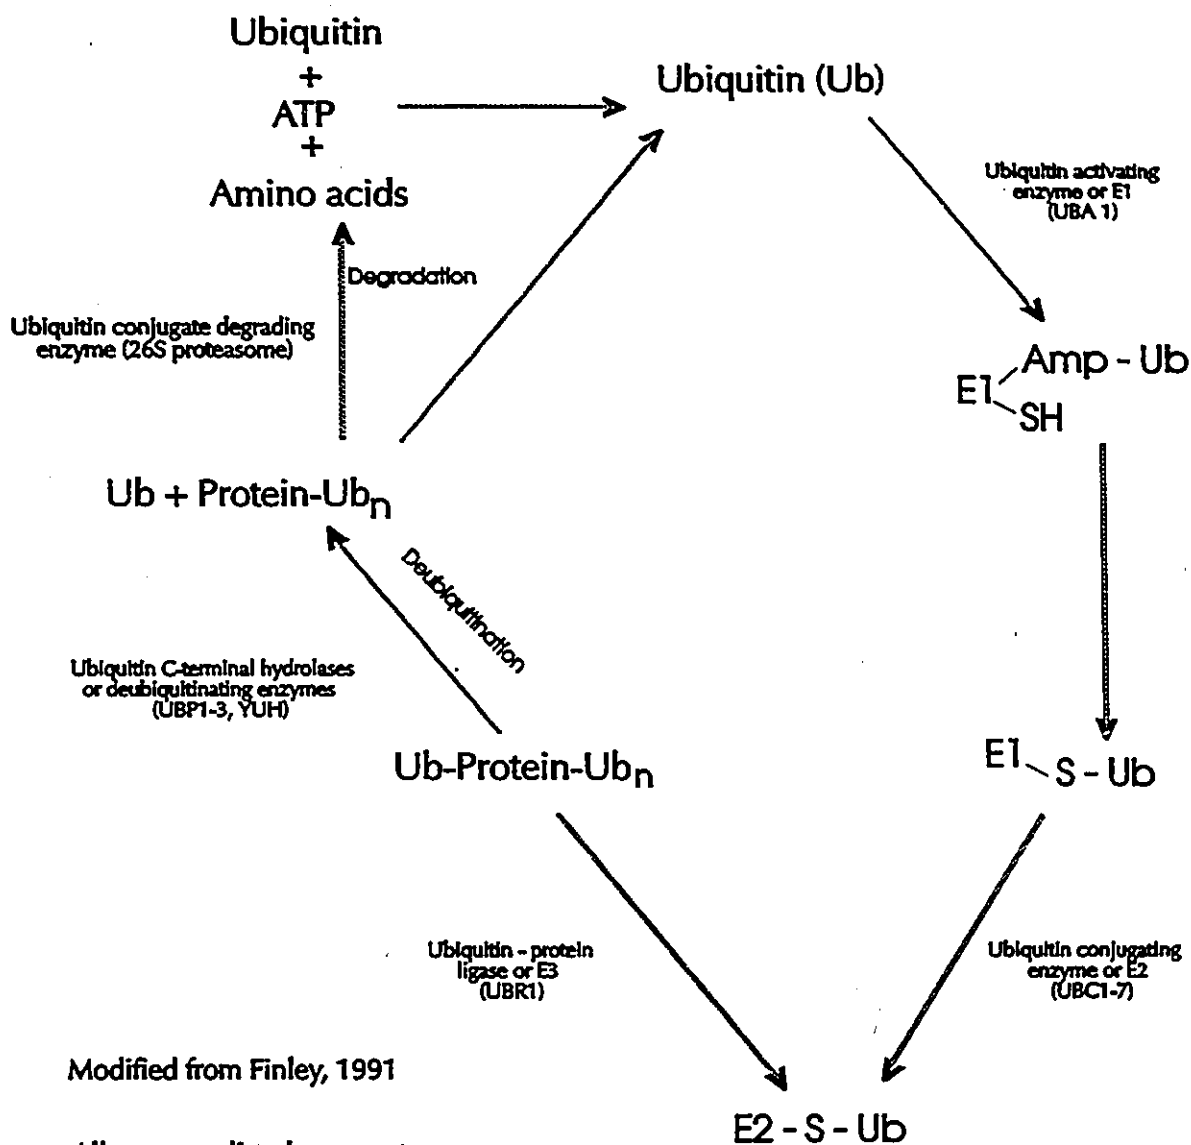 Ubiquitin
+
ATP
+
Amino acids
Ubiquitin (Ub)
Ubiquitin activating
enzyme or E1
(UBA 1)
Degradation
Ubiquitin conjugate degrading
enzyme (26S proteasome)
Amp - Ub
E1
SH
Ub + Protein-Ubn
Deubiquitination
Ubiquitin C-terminal hydrolases
or deubiquitinating enzymes
(UBP1-3, YUH)
Ub-Protein-Ubn
E1
S - Ub
Ubiquitin - protein
ligase or E3
(UBR1)
Ubiquitin conjugating
enzyme or E2
(UBC1-7)
Modified from Finley, 1991
E2 - S - Ub